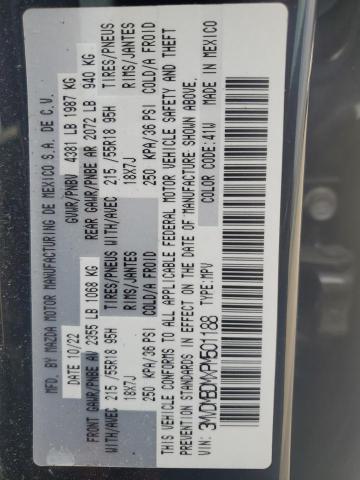 MFD. BY MAZDA MOTOR MANUFACTURING DE MEXICO S.A. DE C.V.
10/22 GVWR/PNBV 4381 LB 1987 KG
FRONT GAWR/PNBE AV 2355 LB 1068 KG REAR GAWR/PNBE AR 2072 LB 940 KG
WITH/AVEC 215 /55R18 95H TIRES/PNEUS WITH/AVEC 215 /55R18 95H TIRES/PNEUS
18X7J RIMS/JANTES 18X7J RIMS/JANTES
250 KPA/36 PSI COLD/A FROID 250 KPA/36 PSI COLD/A FROID
THIS VEHICLE CONFORMS TO ALL APPLICABLE FEDERAL MOTOR VEHICLE SAFETY AND THEFT
PREVENTION STANDARDS IN EFFECT ON THE DATE OF MANUFACTURE SHOWN ABOVE.
VIN: 3MVDMBDMXPM501188 TYPE: MPV COLOR CODE: 41W MADE IN MEXICO